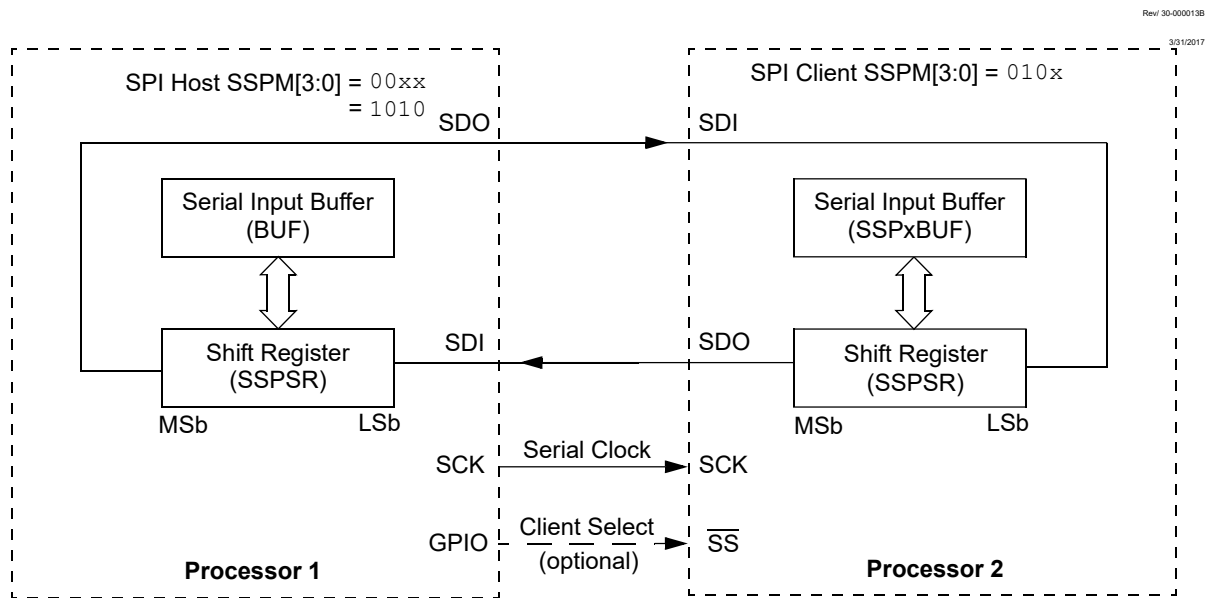 Rev/ 30-000013B
3/31/2017
SPI Host SSPM[3:0] = 00xx
= 1010
SPI Client SSPM[3:0] = 010x
SDO
SDI
Serial Input Buffer
(BUF)
Serial Input Buffer
(SSPxBUF)
Shift Register
(SSPSR)
SDI
SDO
Shift Register
(SSPSR)
MSb
LSb
MSb
LSb
SCK
Serial Clock
SCK
GPIO
Client Select
(optional)
SS
Processor 1
Processor 2